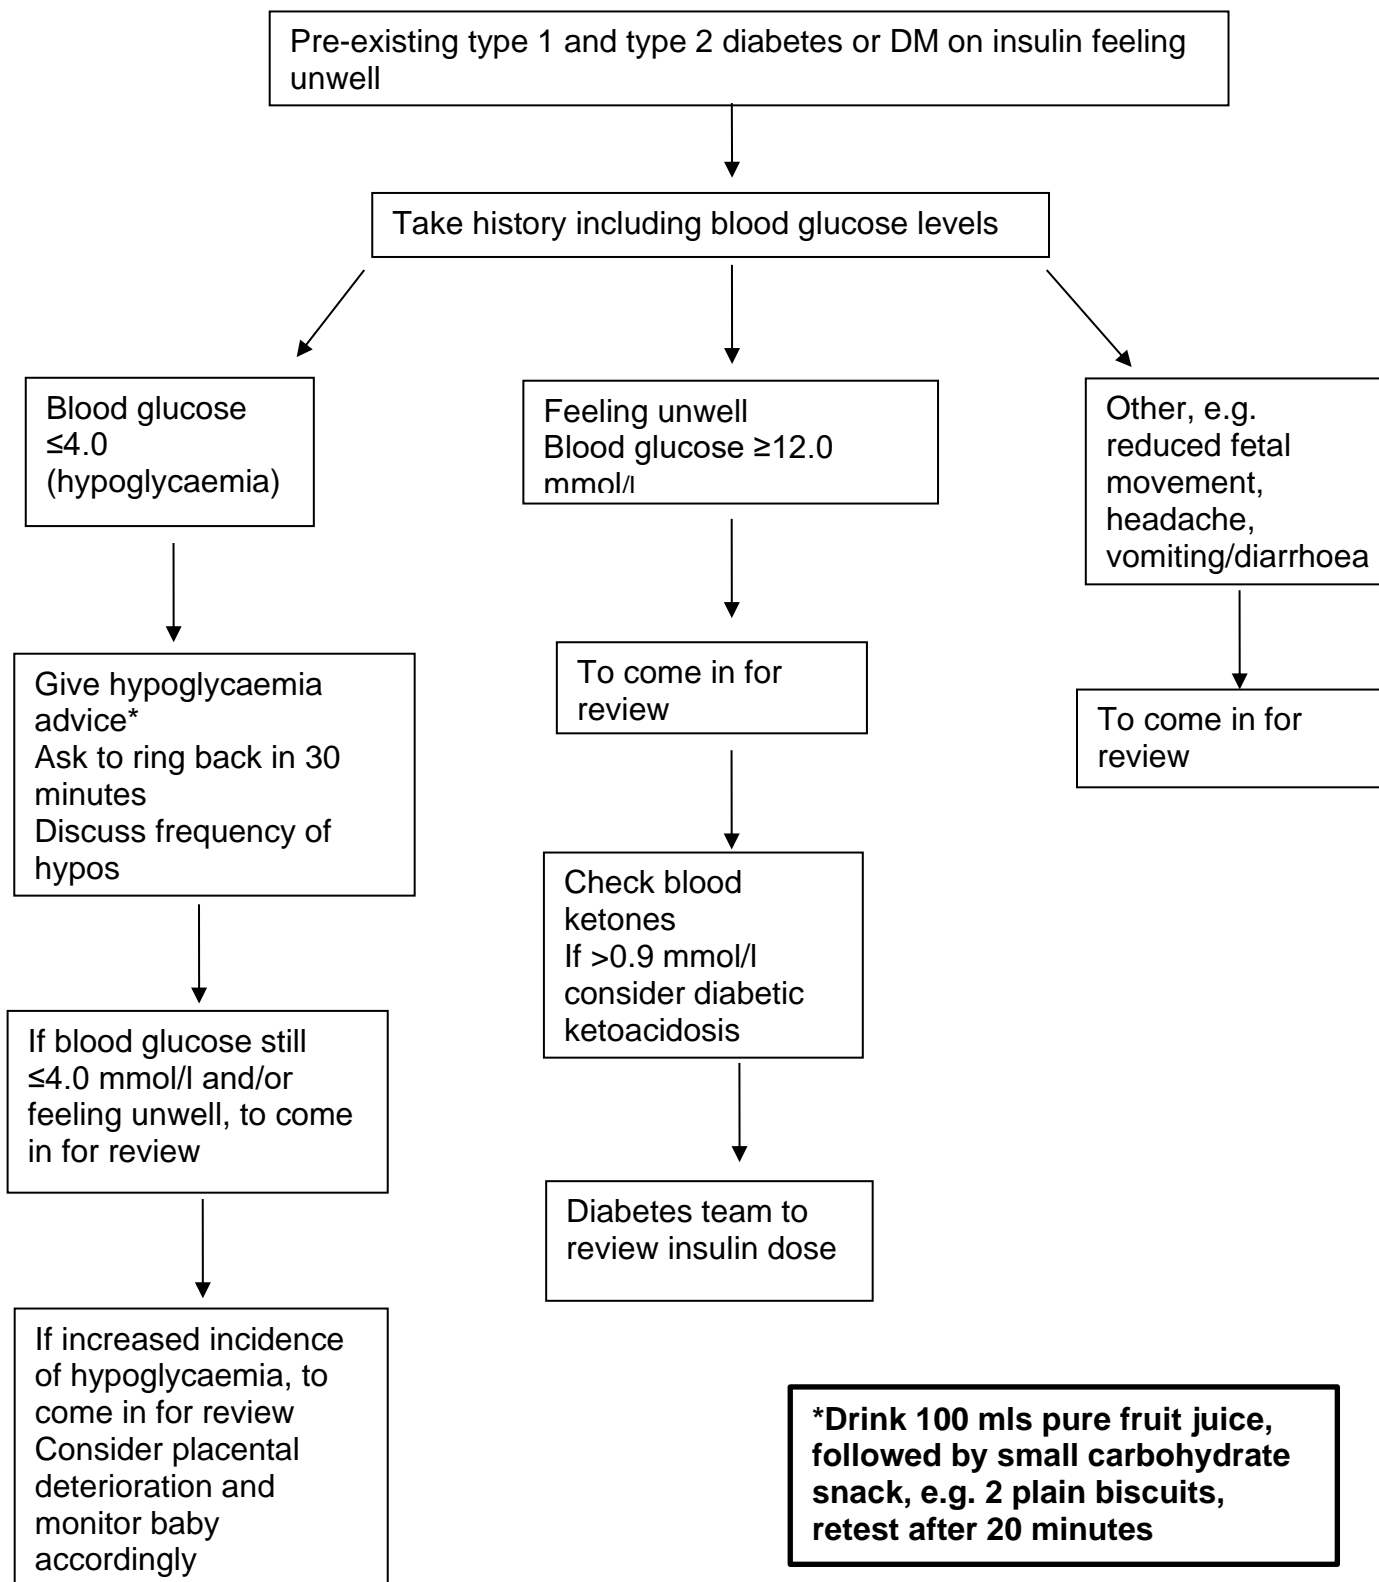 Pre-existing type 1 and type 2 diabetes or DM on insulin feeling
unwell
Take history including blood glucose levels
Blood glucose
≤4.0
(hypoglycaemia)
Feeling unwell
Blood glucose ≥12.0
mmol/l
Other, e.g.
reduced fetal
movement,
headache,
vomiting/diarrhoea
Give hypoglycaemia
advice*
Ask to ring back in 30
minutes
Discuss frequency of
hypos
To come in for
review
To come in for
review
Check blood
ketones
If >0.9 mmol/l
consider diabetic
ketoacidosis
If blood glucose still
≤4.0 mmol/l and/or
feeling unwell, to come
in for review
Diabetes team to
review insulin dose
If increased incidence
of hypoglycaemia, to
come in for review
Consider placental
deterioration and
monitor baby
accordingly
*Drink 100 mls pure fruit juice,
followed by small carbohydrate
snack, e.g. 2 plain biscuits,
retest after 20 minutes